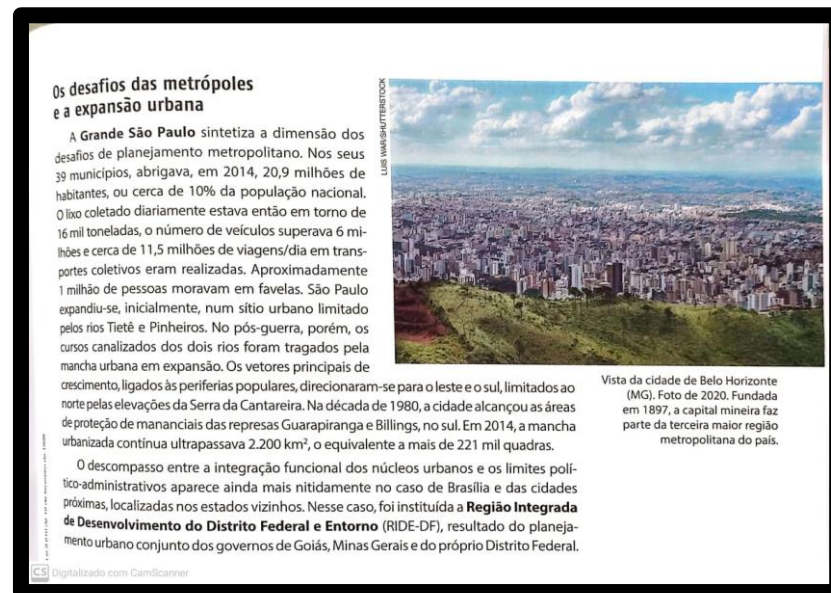 Os desafios das metrópoles
e a expansão urbana
A Grande São Paulo sintetiza a dimensão dos
desafios de planejamento metropolitano. Nos seus
39 municípios, abrigava, em 2014, 20,9 milhões de
habitantes, ou cerca de 10% da população nacional.
O lixo coletado diariamente estava então em torno de
16 mil toneladas, o número de veículos superava 6 mi-
lhões e cerca de 11,5 milhões de viagens/dia em trans-
portes coletivos eram realizadas. Aproximadamente
1 milhão de pessoas moravam em favelas. São Paulo
expandiu-se, inicialmente, num sítio urbano limitado
pelos rios Tietê e Pinheiros. No pós-guerra, porém, os
cursos canalizados dos dois rios foram tragados pela
mancha urbana em expansão. Os vetores principais de
crescimento, ligados às periferias populares, direcionaram-se para o leste e o sul, limitados ao
norte pelas elevações da Serra da Cantareira. Na década de 1980, a cidade alcançou as áreas
de proteção de mananciais das represas Guarapiranga e Billings, no sul. Em 2014, a mancha
urbanizada contínua ultrapassava 2.200 km², o equivalente a mais de 221 mil quadras.
O descompasso entre a integração funcional dos núcleos urbanos e os limites polí-
tico-administrativos aparece ainda mais nitidamente no caso de Brasília e das cidades
próximas, localizadas nos estados vizinhos. Nesse caso, foi instituída a Região Integrada
de Desenvolvimento do Distrito Federal e Entorno (RIDE-DF), resultado do planeja-
mento urbano conjunto dos governos de Goiás, Minas Gerais e do próprio Distrito Federal.
LUIS WAR/SHUTTERSTOCK
Vista da cidade de Belo Horizonte
(MG). Foto de 2020. Fundada
em 1897, a capital mineira faz
parte da terceira maior região
metropolitana do país.
CS Digitalizado com CamScanner